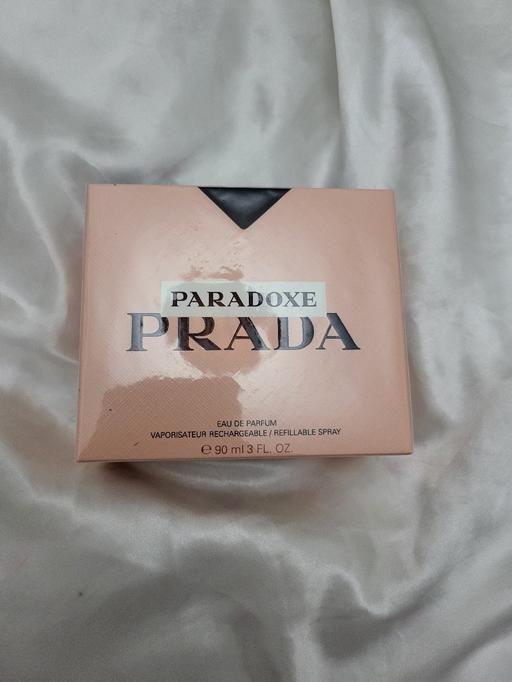 PARADOXE
PRADA
EAU DE PARFUM
VAPORISATEUR RECHARGEABLE / REFILLABLE SPRAY
℮ 90 ml 3 FL. OZ.